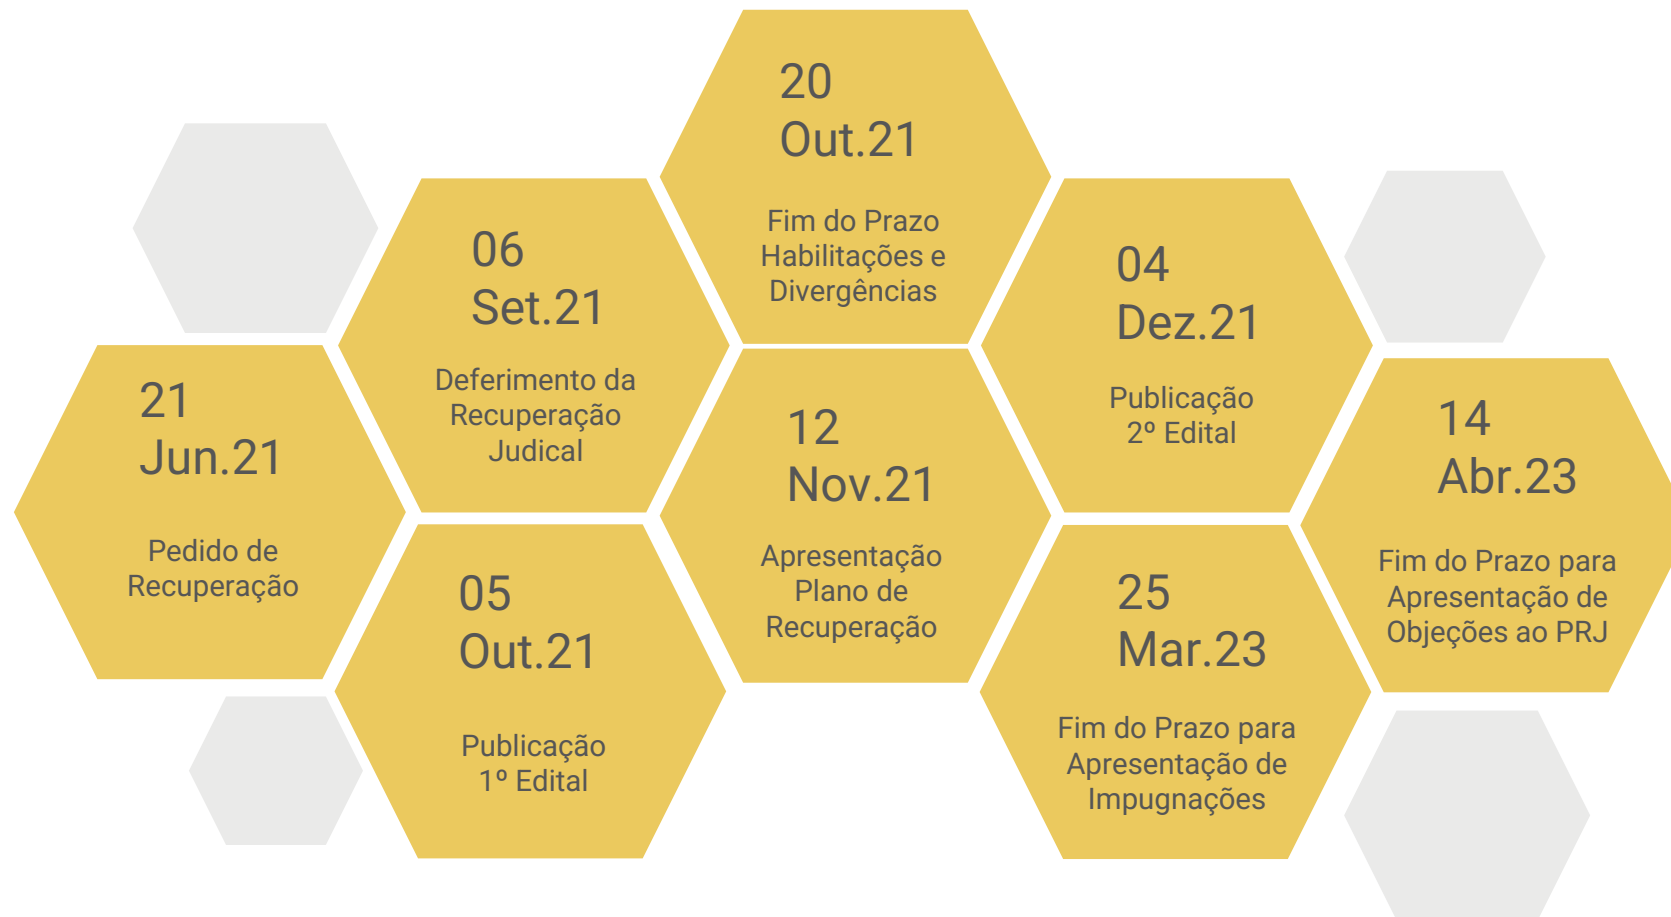 21
Jun.21
Pedido de
Recuperação
06
Set.21
Deferimento da
Recuperação
Judical
05
Out.21
Publicação
1º Edital
20
Out.21
Fim do Prazo
Habilitações e
Divergências
12
Nov.21
Apresentação
Plano de
Recuperação
04
Dez.21
Publicação
2º Edital
25
Mar.23
Fim do Prazo para
Apresentação de
Impugnações
14
Abr.23
Fim do Prazo para
Apresentação de
Objeções ao PRJ